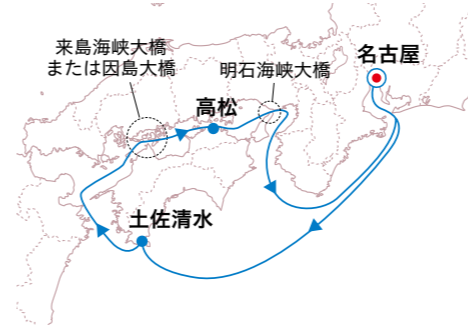 来島海峡大橋
または因島大橋
明石海峡大橋
名古屋
高松
土佐清水